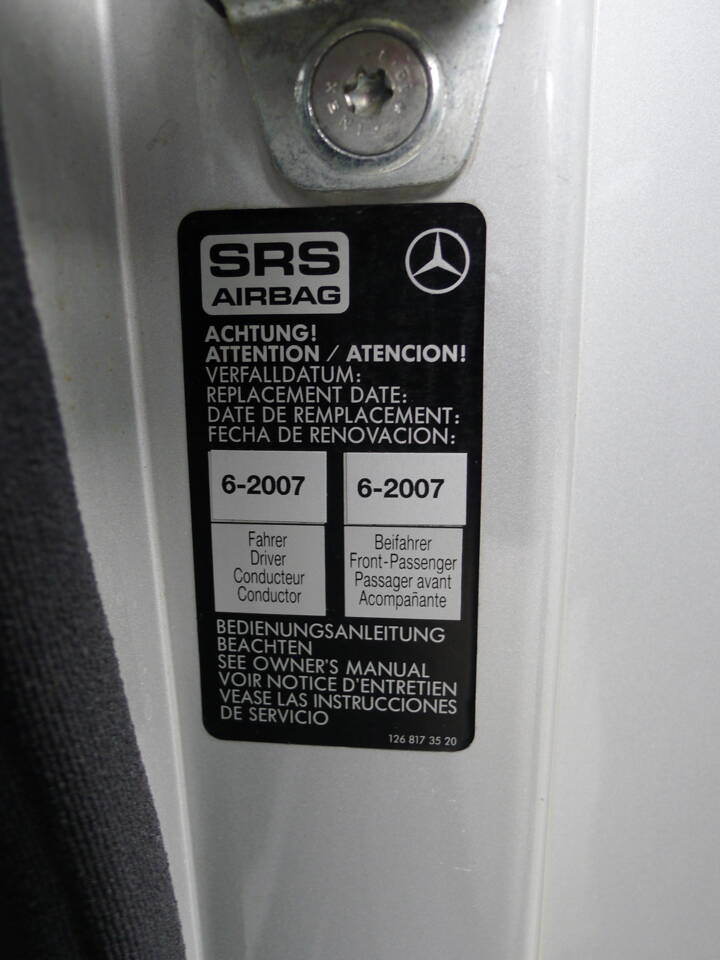 SRS
AIRBAG
ACHTUNG!
ATTENTION / ATENCION!
VERFALLDATUM:
REPLACEMENT DATE:
DATE DE REMPLACEMENT:
FECHA DE RENOVACION:
6-2007
6-2007
Fahrer
Driver
Conducteur
Conductor
Beifahrer
Front-Passenger
Passager avant
Acompañante
BEDIENUNGSANLEITUNG
BEACHTEN
SEE OWNER'S MANUAL
VOIR NOTICE D'ENTRETIEN
VEASE LAS INSTRUCCIONES
DE SERVICIO
126 817 35 20